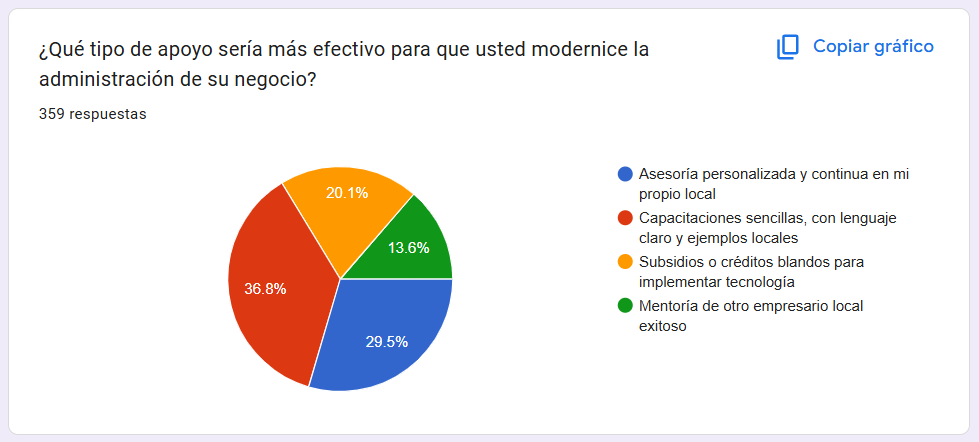 ¿Qué tipo de apoyo sería más efectivo para que usted modernice la
administración de su negocio?
Copiar gráfico
359 respuestas
20.1%
13.6%
36.8%
29.5%
Asesoría personalizada y continua en mi
propio local
Capacitaciones sencillas, con lenguaje
claro y ejemplos locales
Subsidios o créditos blandos para
implementar tecnología
Mentoría de otro empresario local
exitoso